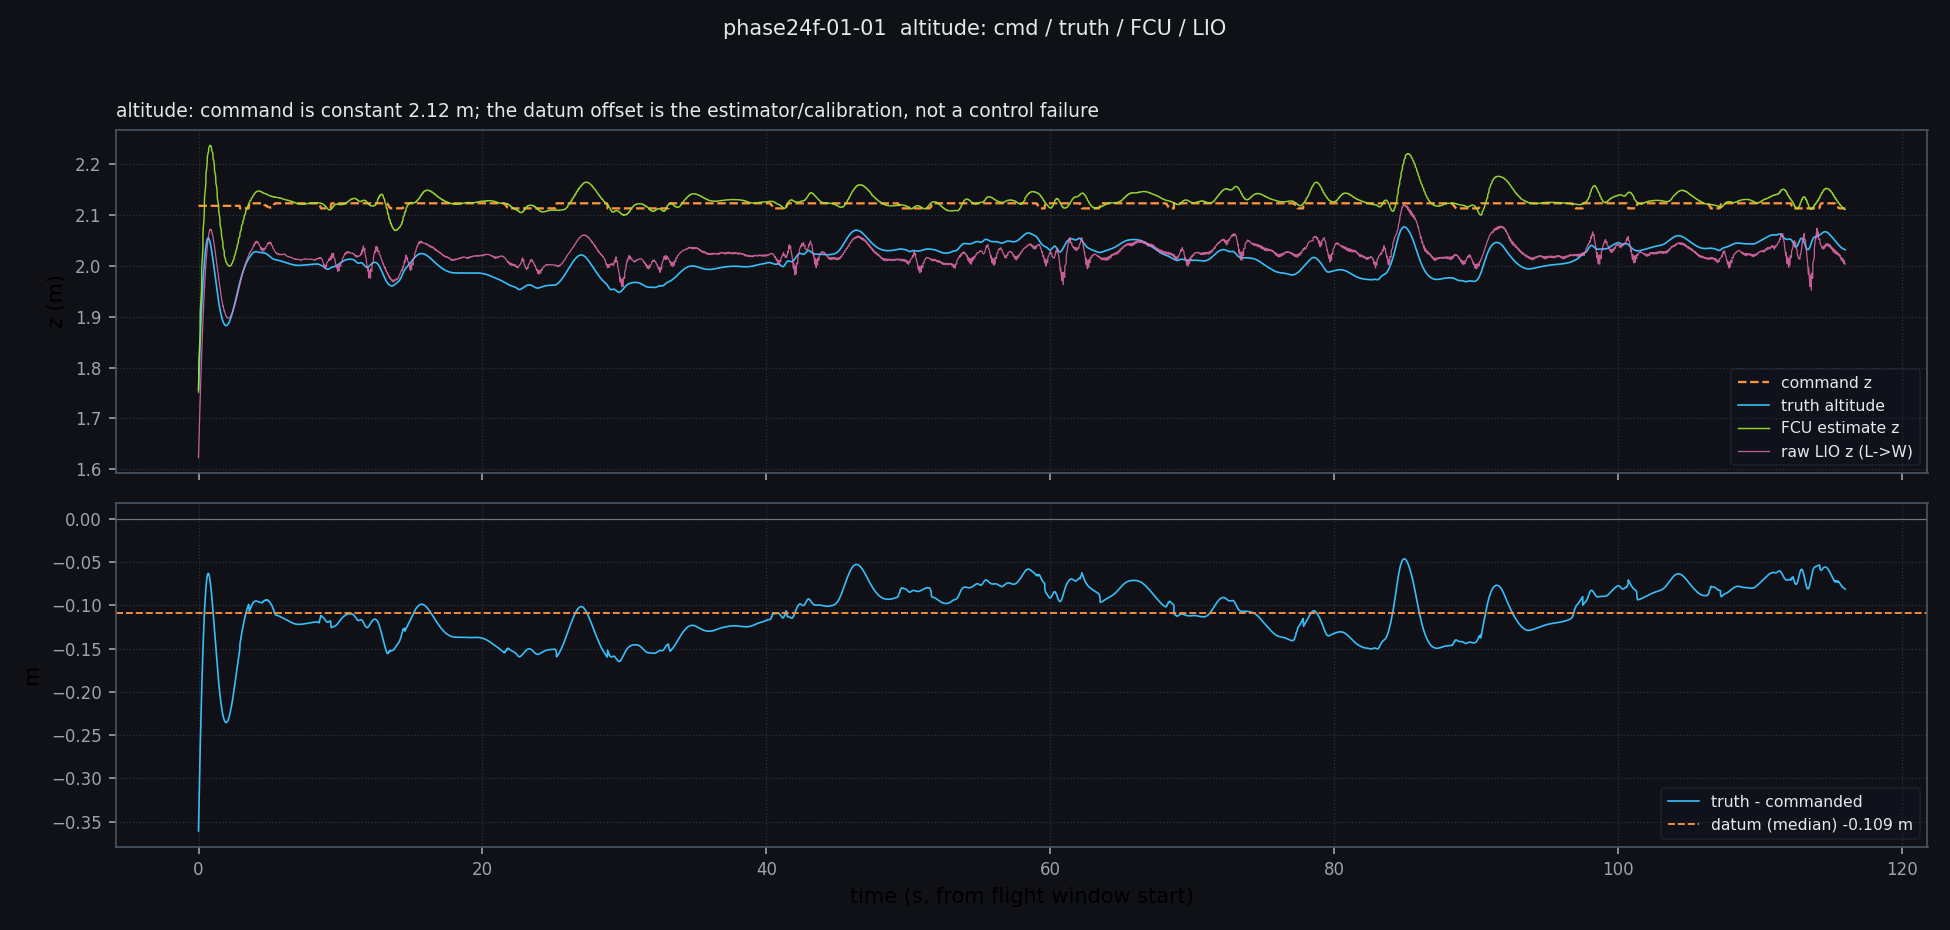 phase24f-01-01  altitude: cmd / truth / FCU / LIO
altitude: command is constant 2.12 m; the datum offset is the estimator/calibration, not a control failure
z (m)
2.2
2.1
2.0
1.9
1.8
1.7
1.6
command z
truth altitude
FCU estimate z
raw LIO z (L->W)
m
0.00
−0.05
−0.10
−0.15
−0.20
−0.25
−0.30
−0.35
truth - commanded
datum (median) -0.109 m
0 20 40 60 80 100 120
time (s, from flight window start)